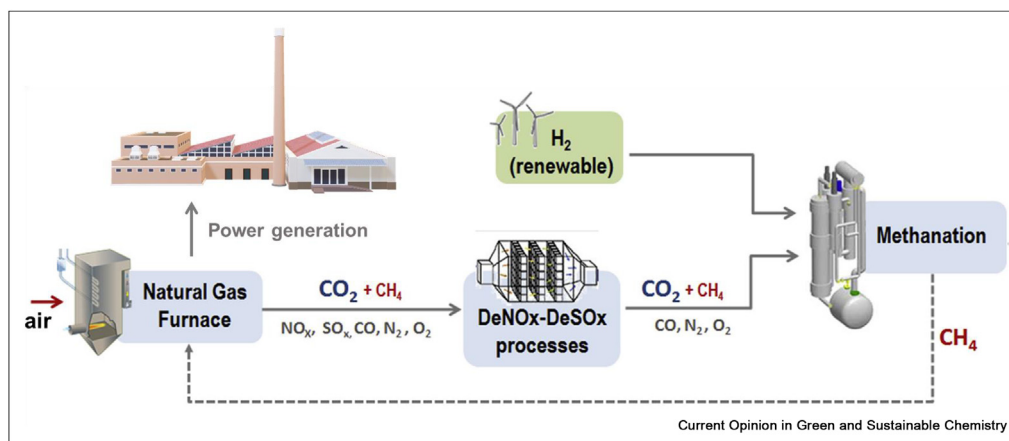 H₂
(renewable)
Power generation
air
Natural Gas
Furnace
CO₂ + CH₄
NOₓ, SOₓ, CO, N₂ , O₂
DeNOx-DeSOx
processes
CO₂ + CH₄
CO, N₂ , O₂
Methanation
CH₄
Current Opinion in Green and Sustainable Chemistry